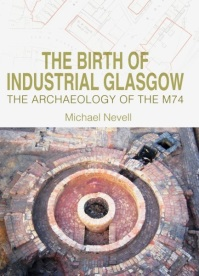 THE BIRTH OF
INDUSTRIAL GLASGOW
THE ARCHAEOLOGY OF THE M74
Michael Nevell